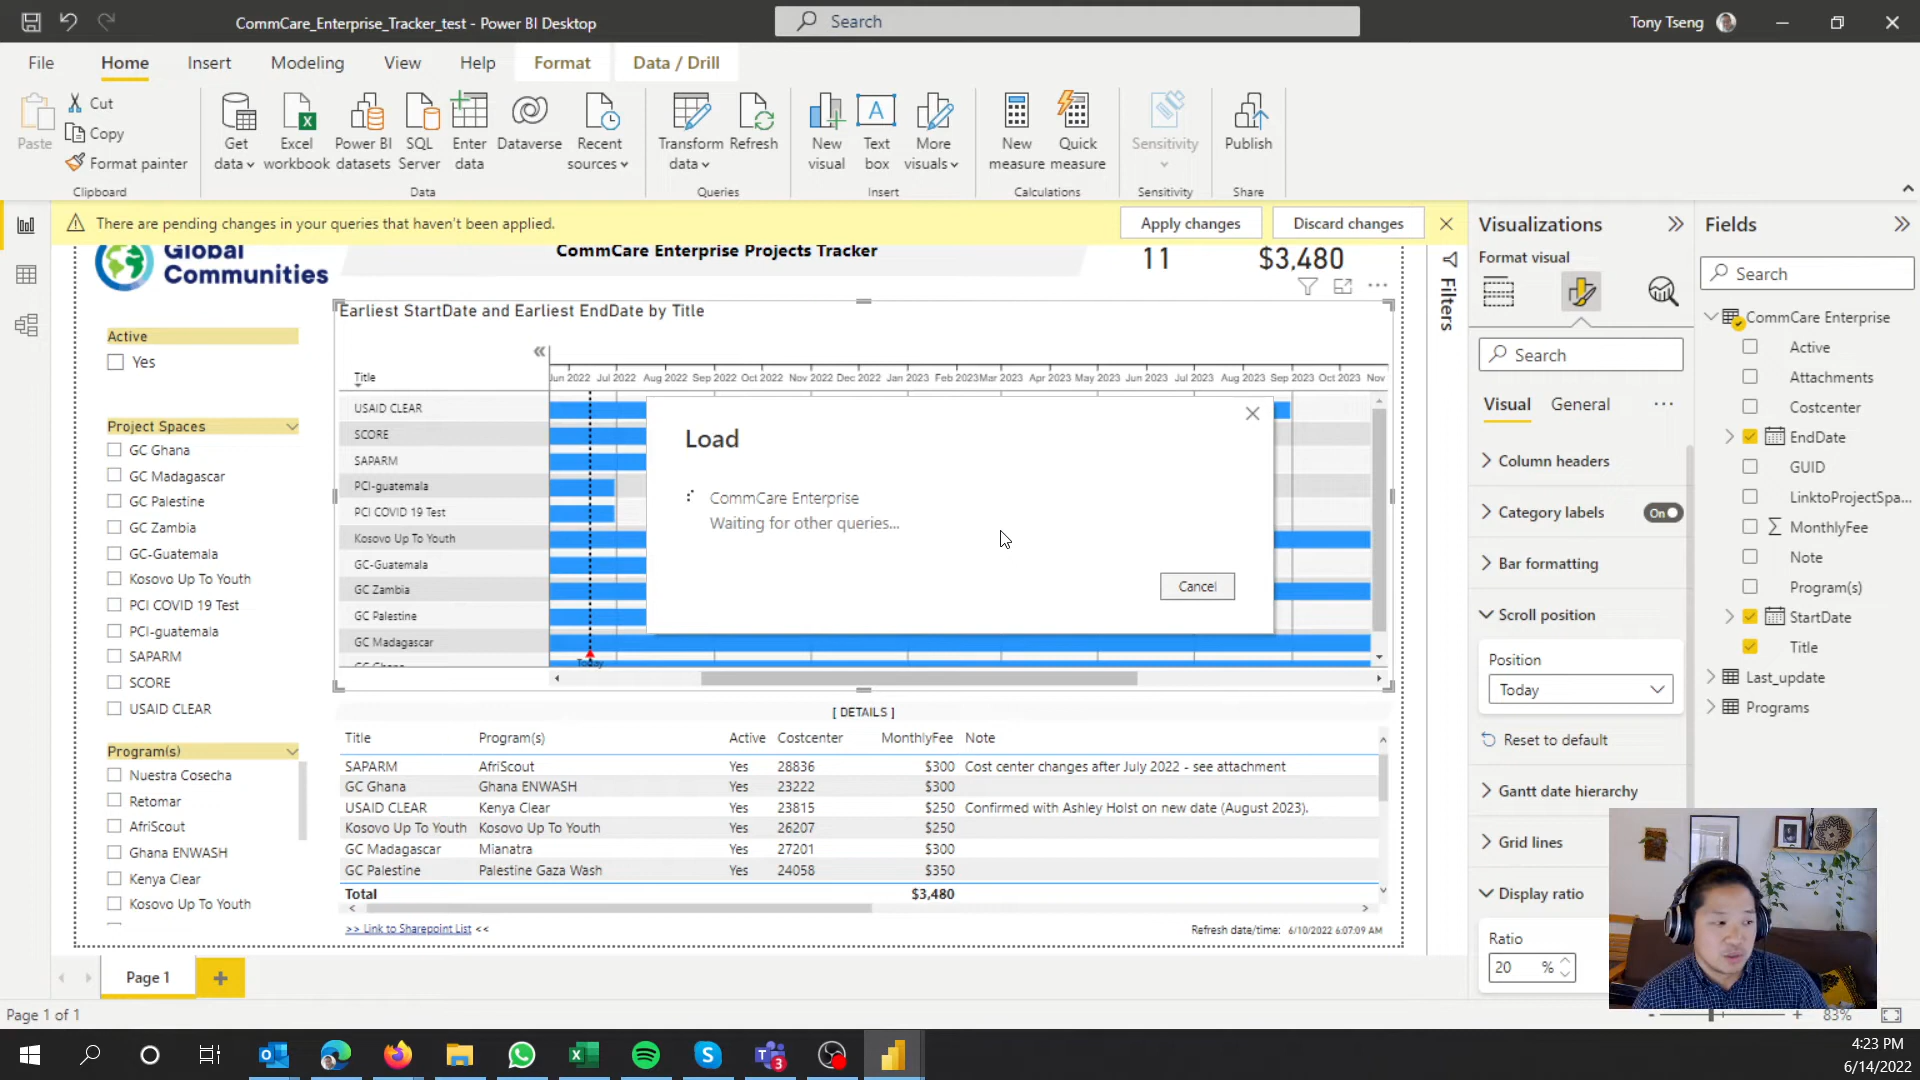 CommCare_Enterprise_Tracker_test - Power BI Desktop
Search
Tony Tseng
File Home Insert Modeling View Help Format Data / Drill
Paste
Cut
Copy
Format painter
Clipboard
Get data
Excel workbook
Power BI datasets
SQL Server
Enter data
Dataverse
Recent sources
Data
Transform data
Refresh
Queries
New visual
Text box
More visuals
Insert
New measure
Quick measure
Calculations
Sensitivity
Sensitivity
Publish
Share
There are pending changes in your queries that haven't been applied.
Apply changes
Discard changes
Global
Communities
CommCare Enterprise Projects Tracker
11
$3,480
Active
Yes
Project Spaces
GC Ghana
GC Madagascar
GC Palestine
GC Zambia
GC-Guatemala
Kosovo Up To Youth
PCI COVID 19 Test
PCI-guatemala
SAPARM
SCORE
USAID CLEAR
Program(s)
Nuestra Cosecha
Retomar
AfriScout
Ghana ENWASH
Kenya Clear
Kosovo Up To Youth
Earliest StartDate and Earliest EndDate by Title
Title
Jun 2022 Jul 2022 Aug 2022 Sep 2022 Oct 2022 Nov 2022 Dec 2022 Jan 2023 Feb 2023 Mar 2023 Apr 2023 May 2023 Jun 2023 Jul 2023 Aug 2023 Sep 2023 Oct 2023 Nov
USAID CLEAR
SCORE
SAPARM
PCI-guatemala
PCI COVID 19 Test
Kosovo Up To Youth
GC-Guatemala
GC Zambia
GC Palestine
GC Madagascar
GC Ghana
Today
Load
CommCare Enterprise
Waiting for other queries...
Cancel
[ DETAILS ]
Title Program(s) Active Costcenter MonthlyFee Note
SAPARM AfriScout Yes 28836 $300 Cost center changes after July 2022 - see attachment
GC Ghana Ghana ENWASH Yes 23222 $300
USAID CLEAR Kenya Clear Yes 23815 $250 Confirmed with Ashley Holst on new date (August 2023).
Kosovo Up To Youth Kosovo Up To Youth Yes 26207 $250
GC Madagascar Mianatra Yes 27201 $300
GC Palestine Palestine Gaza Wash Yes 24058 $350
Total $3,480
>> Link to Sharepoint List <<
Refresh date/time: 6/10/2022 6:07:09 AM
Filters
Visualizations
Format visual
Search
Visual General
Column headers
Category labels On
Bar formatting
Scroll position
Position
Today
Reset to default
Gantt date hierarchy
Grid lines
Display ratio
Ratio
20 %
Fields
Search
CommCare Enterprise
Active
Attachments
Costcenter
EndDate
GUID
LinktoProjectSpa...
MonthlyFee
Note
Program(s)
StartDate
Title
Last_update
Programs
Page 1
Page 1 of 1
83%
3
4:23 PM
6/14/2022